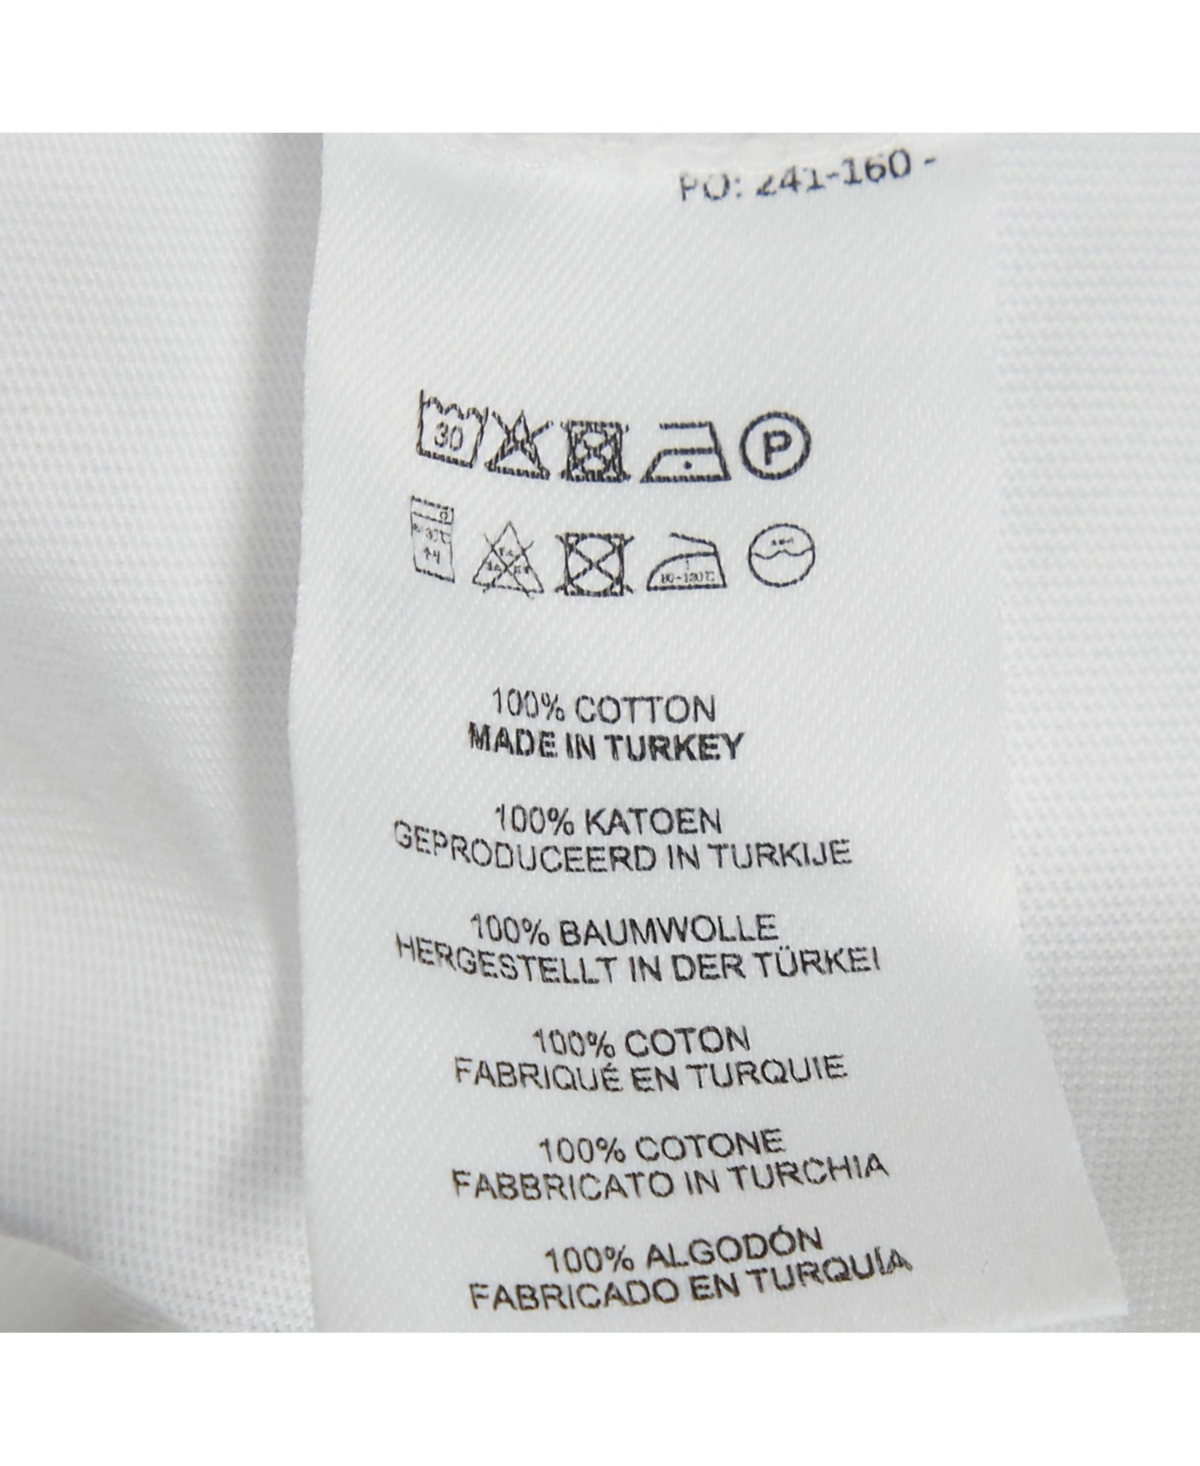 PO: 241-160 -
30
P
100% COTTON
MADE IN TURKEY
100% KATOEN
GEPRODUCEERD IN TURKIJE
100% BAUMWOLLE
HERGESTELLT IN DER TÜRKEI
100% COTON
FABRIQUÉ EN TURQUIE
100% COTONE
FABBRICATO IN TURCHIA
100% ALGODÓN
FABRICADO EN TURQUÍA